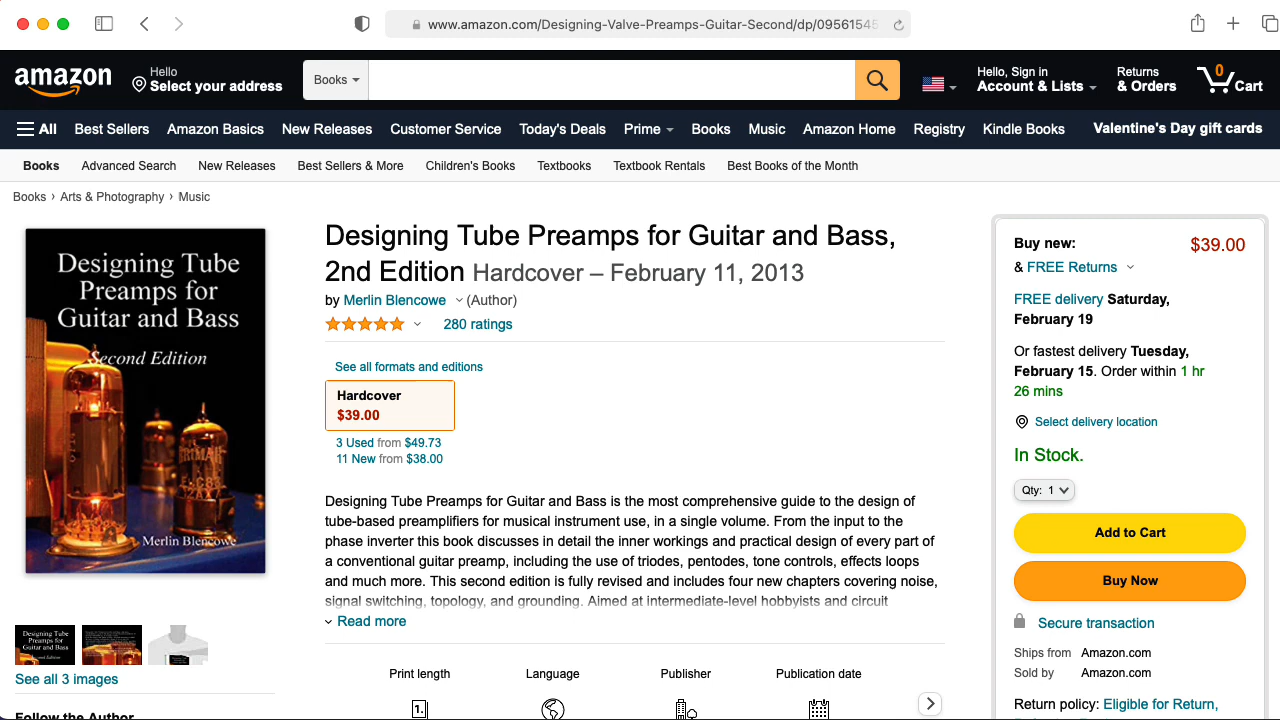 www.amazon.com/Designing-Valve-Preamps-Guitar-Second/dp/09561545
amazon
Hello
Select your address
Books
Hello, Sign in
Account & Lists
Returns
& Orders
0
Cart
All Best Sellers Amazon Basics New Releases Customer Service Today's Deals Prime Books Music Amazon Home Registry Kindle Books Valentine's Day gift cards
Books Advanced Search New Releases Best Sellers & More Children's Books Textbooks Textbook Rentals Best Books of the Month
Books › Arts & Photography › Music
Designing Tube
Preamps for
Guitar and Bass
Second Edition
Merlin Blencowe
Designing Tube
Preamps for
Guitar and Bass
See all 3 images
Follow the Author
Designing Tube Preamps for Guitar and Bass,
2nd Edition Hardcover – February 11, 2013
by Merlin Blencowe (Author)
280 ratings
See all formats and editions
Hardcover
$39.00
3 Used from $49.73
11 New from $38.00
Designing Tube Preamps for Guitar and Bass is the most comprehensive guide to the design of
tube-based preamplifiers for musical instrument use, in a single volume. From the input to the
phase inverter this book discusses in detail the inner workings and practical design of every part of
a conventional guitar preamp, including the use of triodes, pentodes, tone controls, effects loops
and much more. This second edition is fully revised and includes four new chapters covering noise,
signal switching, topology, and grounding. Aimed at intermediate-level hobbyists and circuit
Read more
Print length Language Publisher Publication date
Buy new: $39.00
& FREE Returns
FREE delivery Saturday,
February 19
Or fastest delivery Tuesday,
February 15. Order within 1 hr
26 mins
Select delivery location
In Stock.
Qty: 1
Add to Cart
Buy Now
Secure transaction
Ships from Amazon.com
Sold by Amazon.com
Return policy: Eligible for Return,